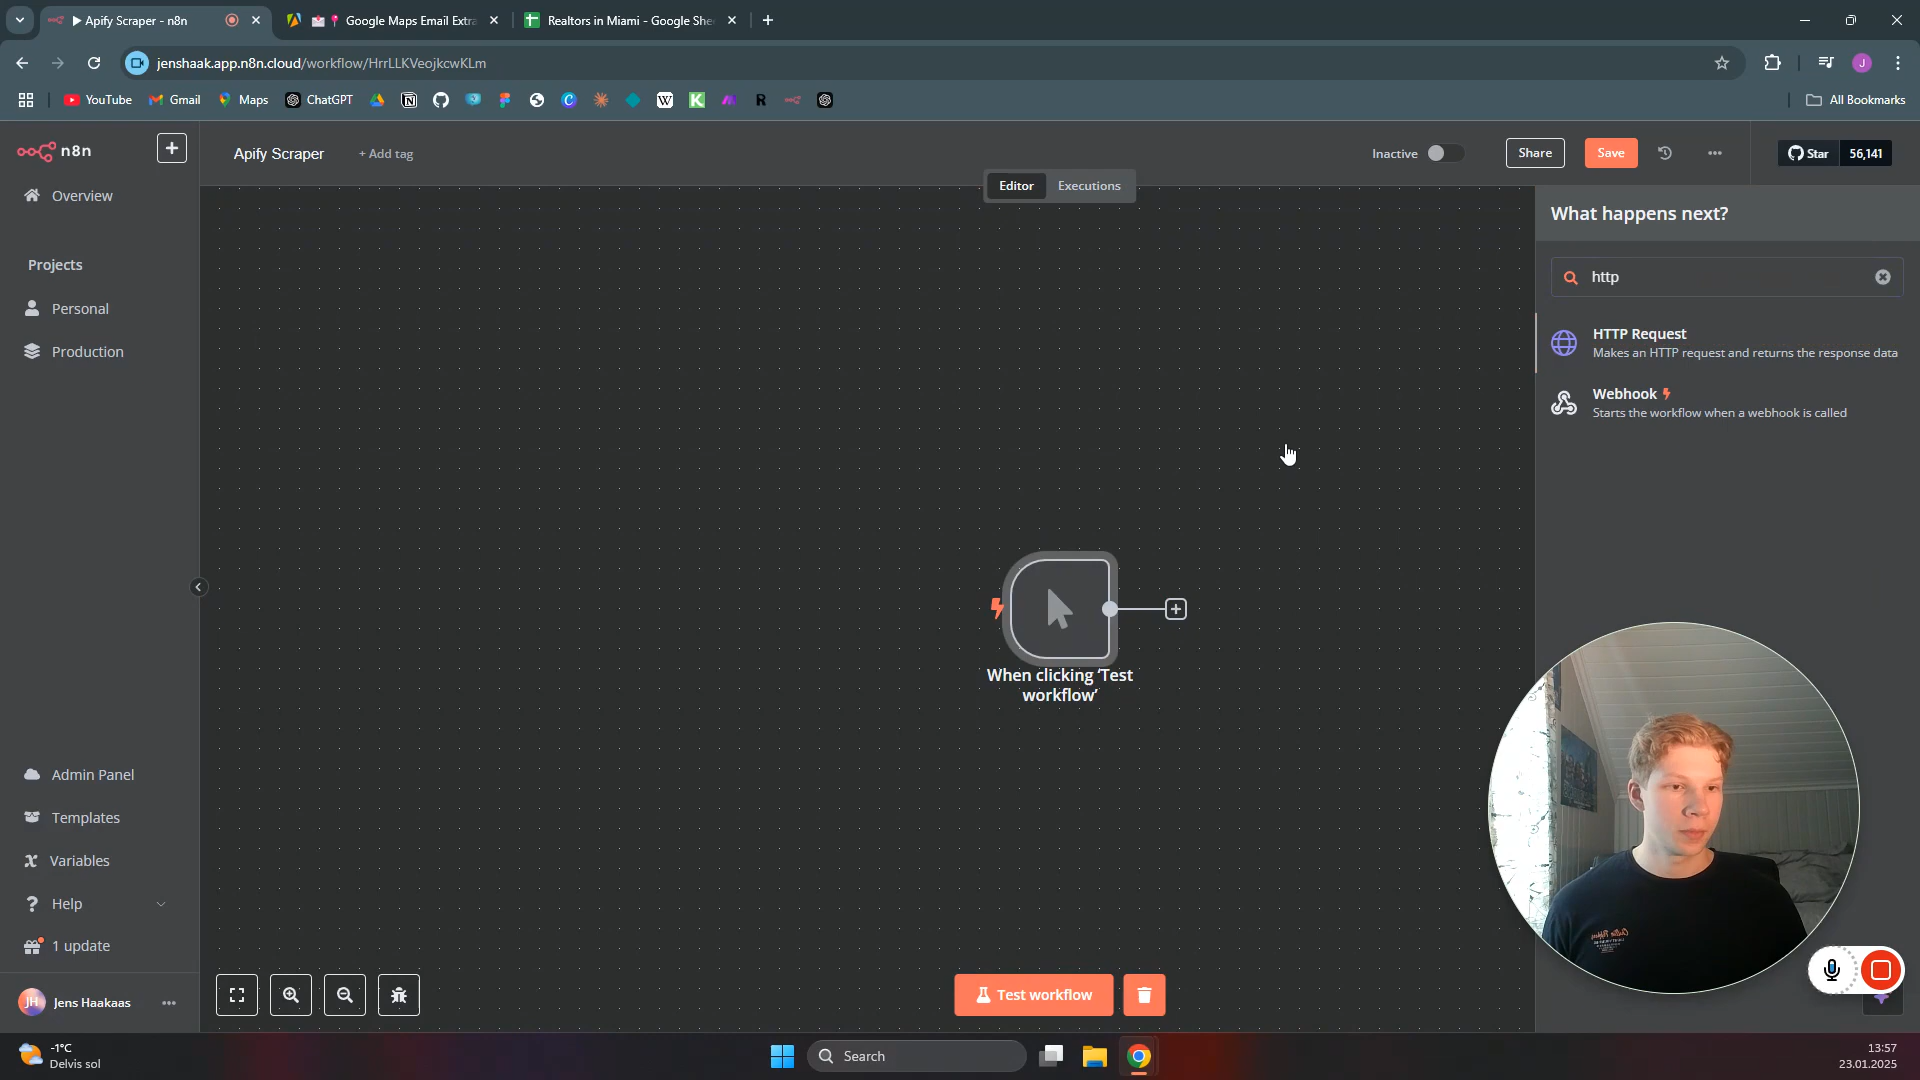 Apify Scraper - n8n
Google Maps Email Extra
Realtors in Miami - Google She
jenshaak.app.n8n.cloud/workflow/HrrLLKVeojkcwKLm
YouTube
Gmail
Maps
ChatGPT
All Bookmarks
n8n
Apify Scraper
+ Add tag
Inactive
Share
Save
Star
56,141
Editor
Executions
Overview
Projects
Personal
Production
What happens next?
http
HTTP Request
Makes an HTTP request and returns the response data
Webhook
Starts the workflow when a webhook is called
When clicking ‘Test
workflow’
Admin Panel
Templates
Variables
Help
1 update
JH
Jens Haakaas
Test workflow
-1°C
Delvis sol
Search
13:57
23.01.2025